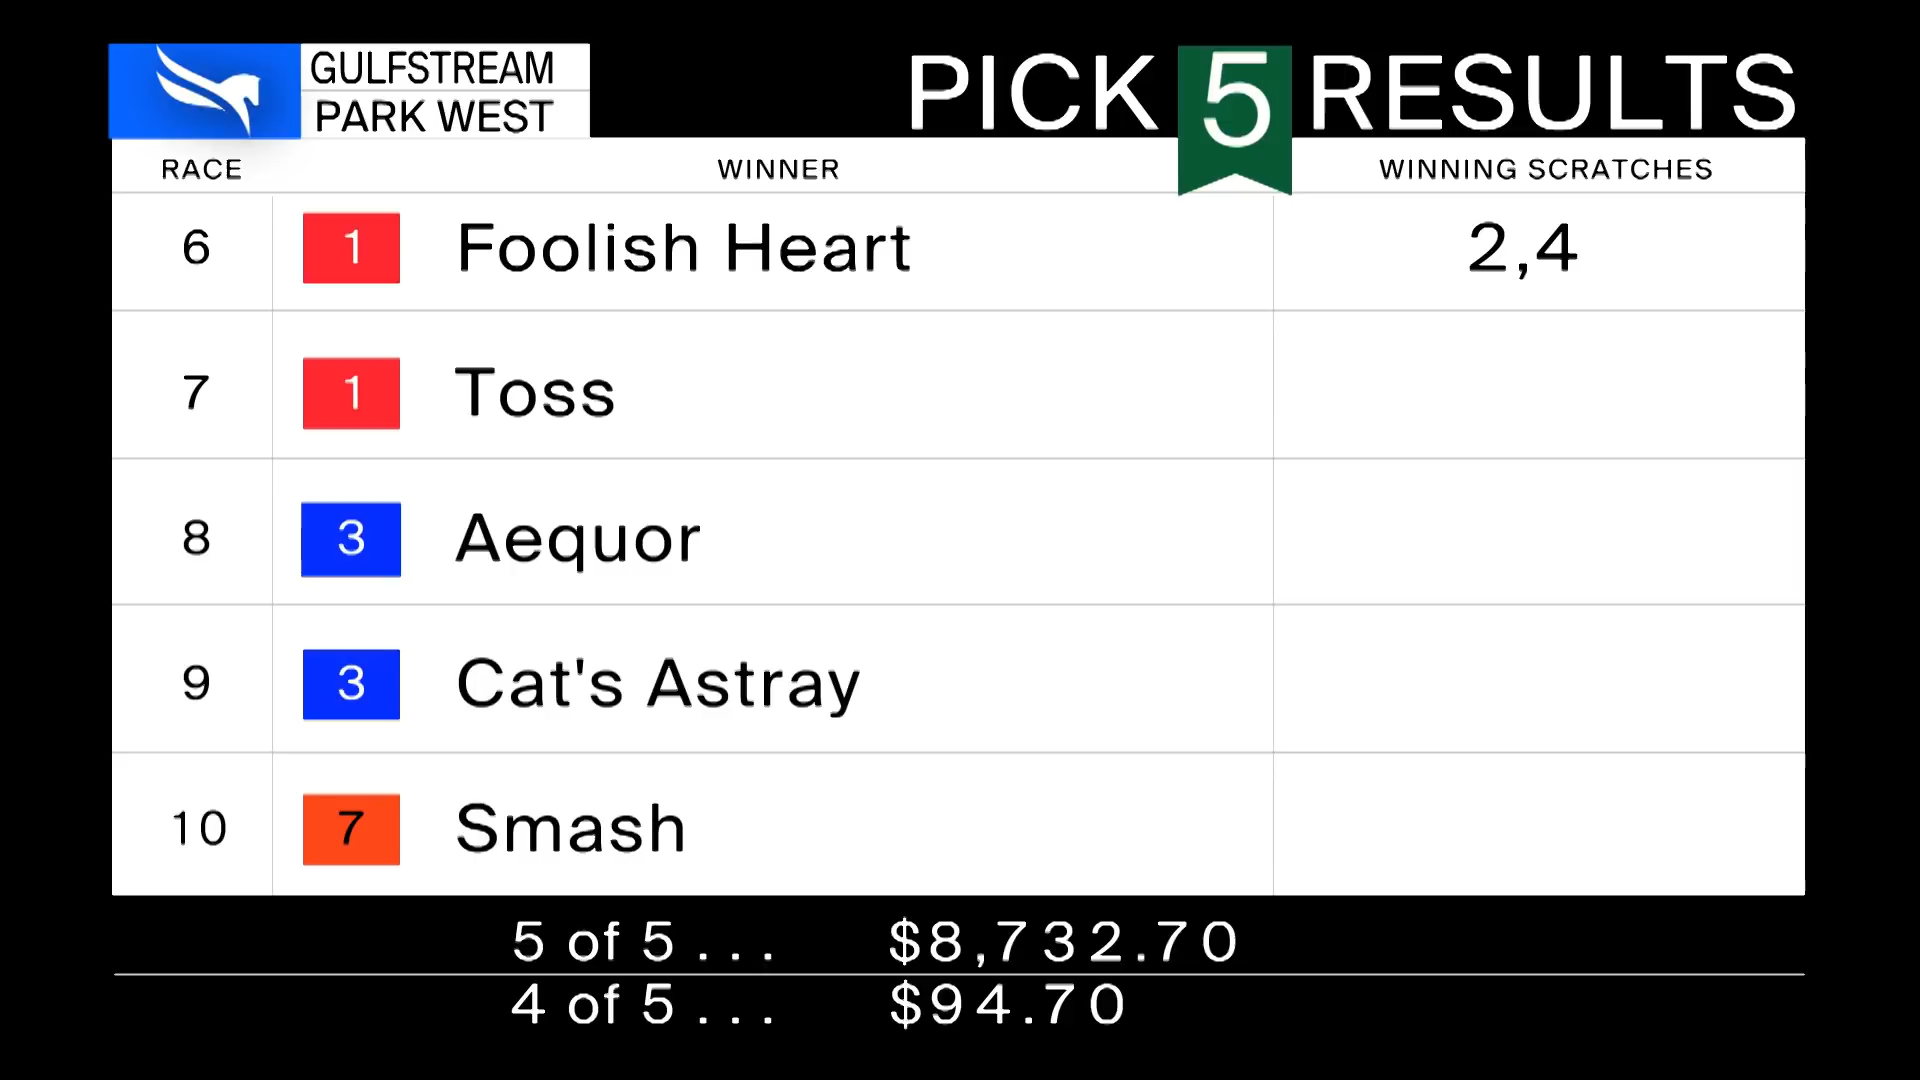 GULFSTREAM
PARK WEST
PICK 5 RESULTS
RACE WINNER WINNING SCRATCHES
6 1 Foolish Heart 2,4
7 1 Toss
8 3 Aequor
9 3 Cat's Astray
10 7 Smash
5 of 5 . . . $8,732.70
4 of 5 . . . $94.70